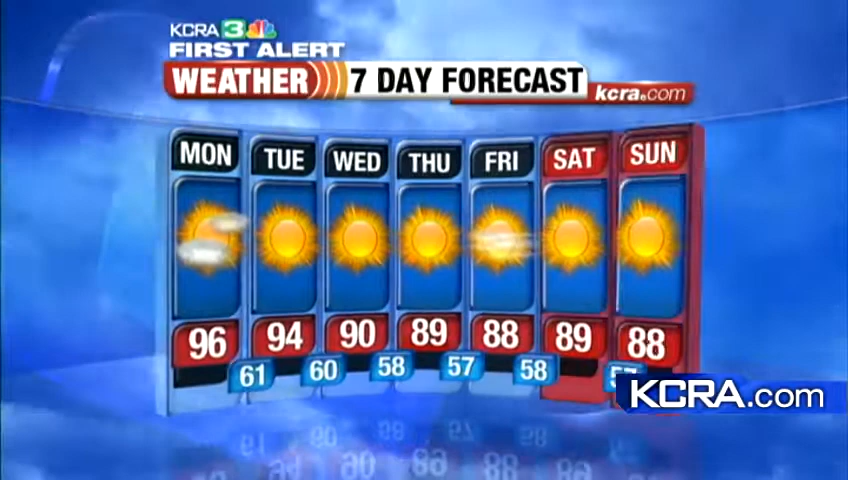 KCRA 3
FIRST ALERT
WEATHER 7 DAY FORECAST
kcra.com
MON TUE WED THU FRI SAT SUN
96 94 90 89 88 89 88
61 60 58 57 58
KCRA.com